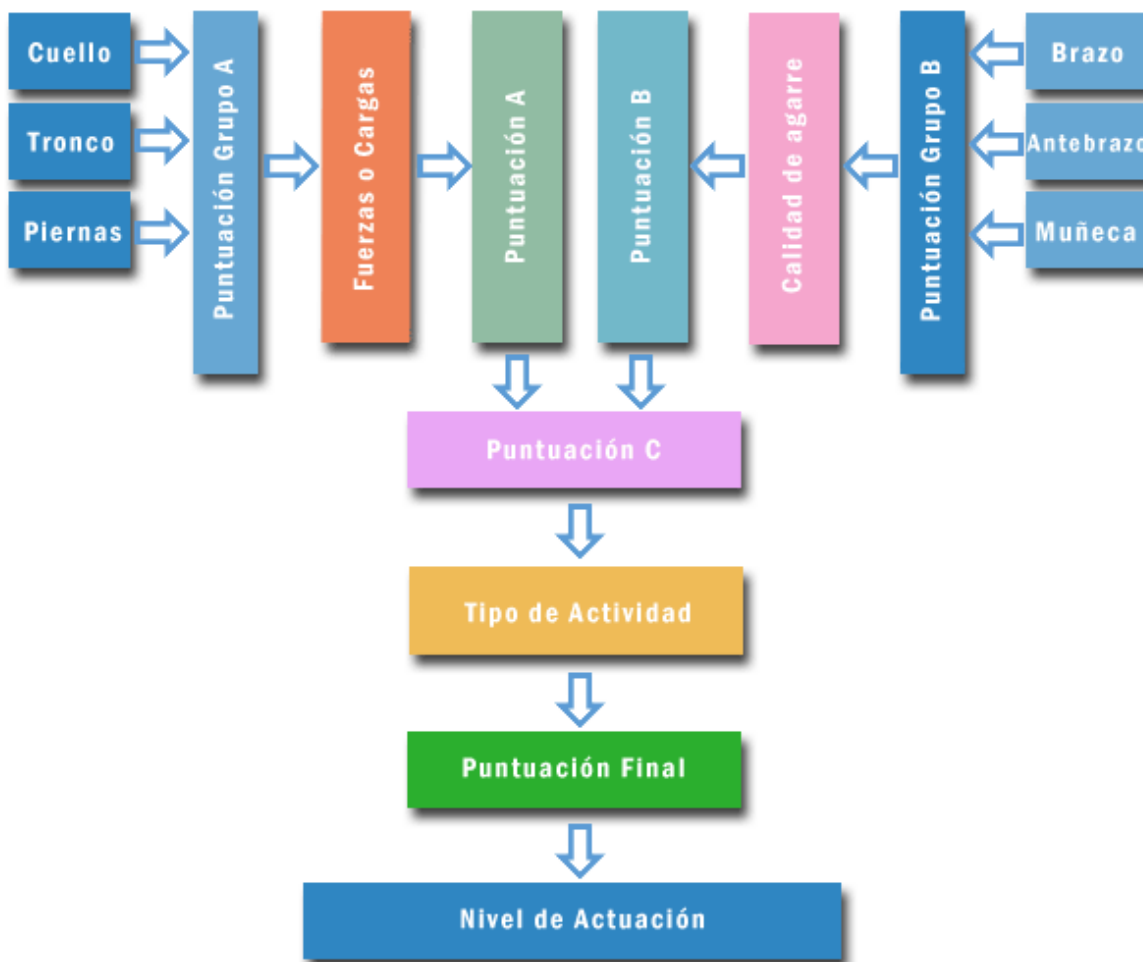 Cuello
Tronco
Piernas
Puntuación Grupo A
Fuerzas o Cargas
Puntuación A
Puntuación B
Calidad de agarre
Puntuación Grupo B
Brazo
Antebrazo
Muñeca
Puntuación C
Tipo de Actividad
Puntuación Final
Nivel de Actuación